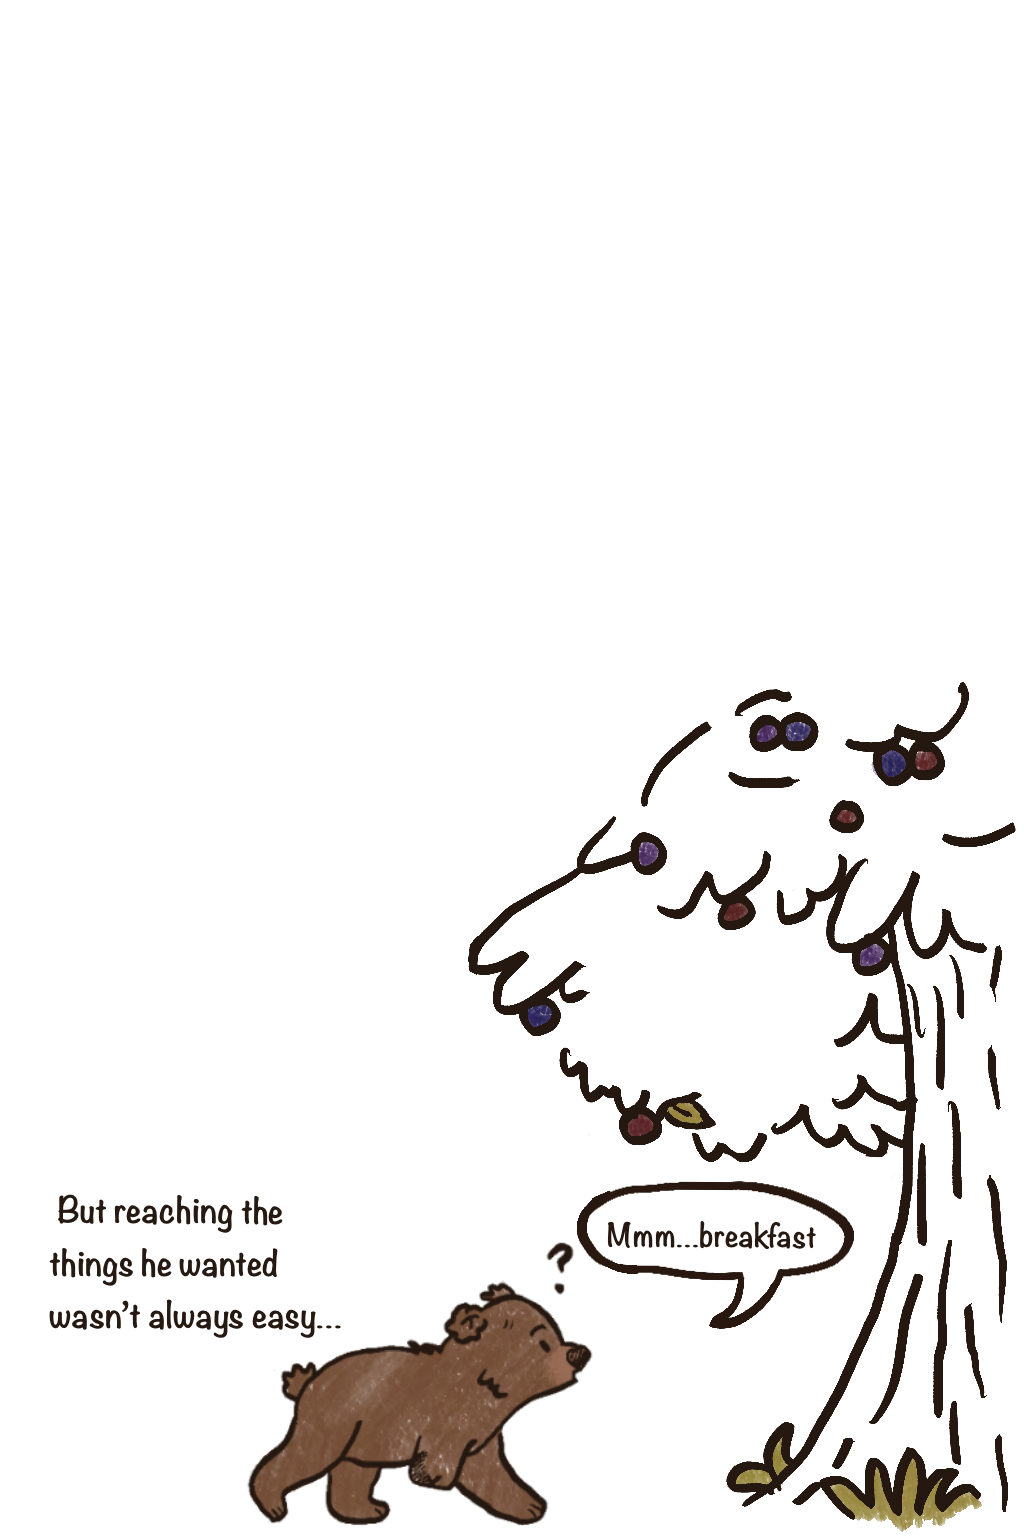 But reaching the
things he wanted
wasn't always easy...
?
Mmm...breakfast